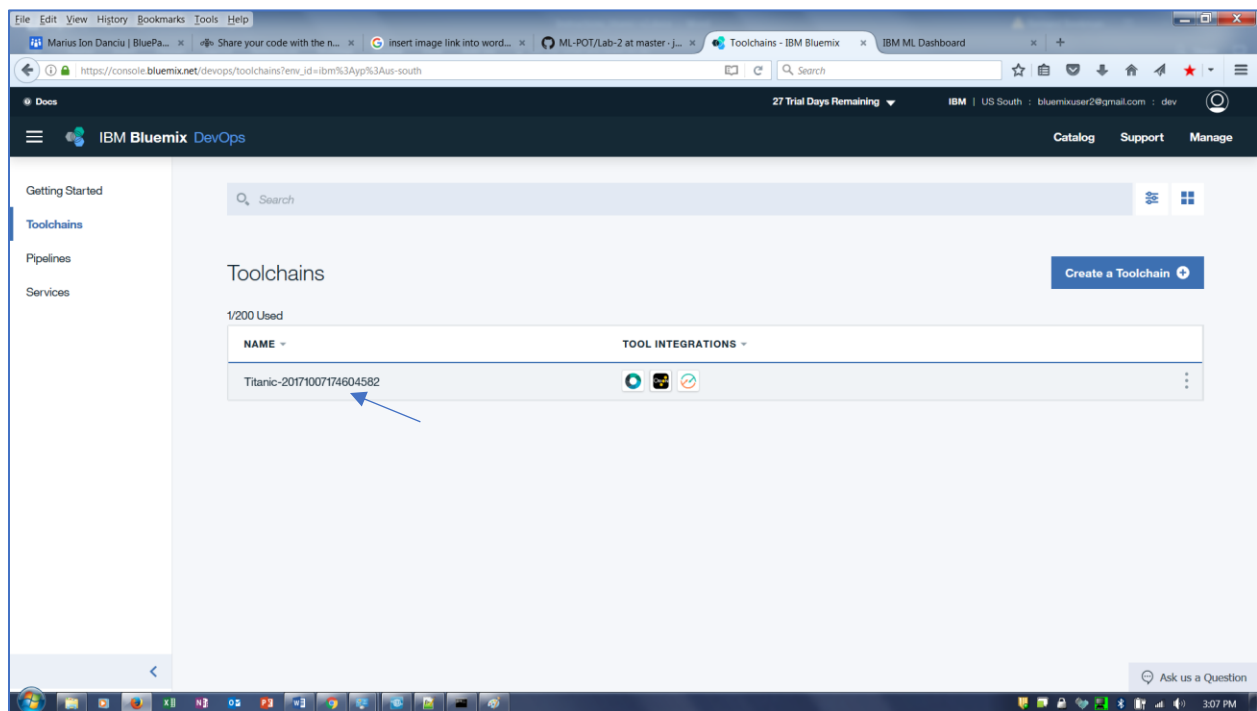 File Edit View History Bookmarks Tools Help
Marius Ion Danciu | BluePa... × Share your code with the n... × insert image link into word... × ML-POT/Lab-2 at master · j... × Toolchains - IBM Bluemix × IBM ML Dashboard × +
https://console.bluemix.net/devops/toolchains?env_id=ibm%3Ayp%3Aus-south Search
Docs 27 Trial Days Remaining IBM | US South : bluemixuser2@gmail.com : dev
IBM Bluemix DevOps Catalog Support Manage
Getting Started
Search
Toolchains
Pipelines
Toolchains Create a Toolchain
Services
1/200 Used
NAME TOOL INTEGRATIONS
Titanic-20171007174604582
Ask us a Question
3:07 PM